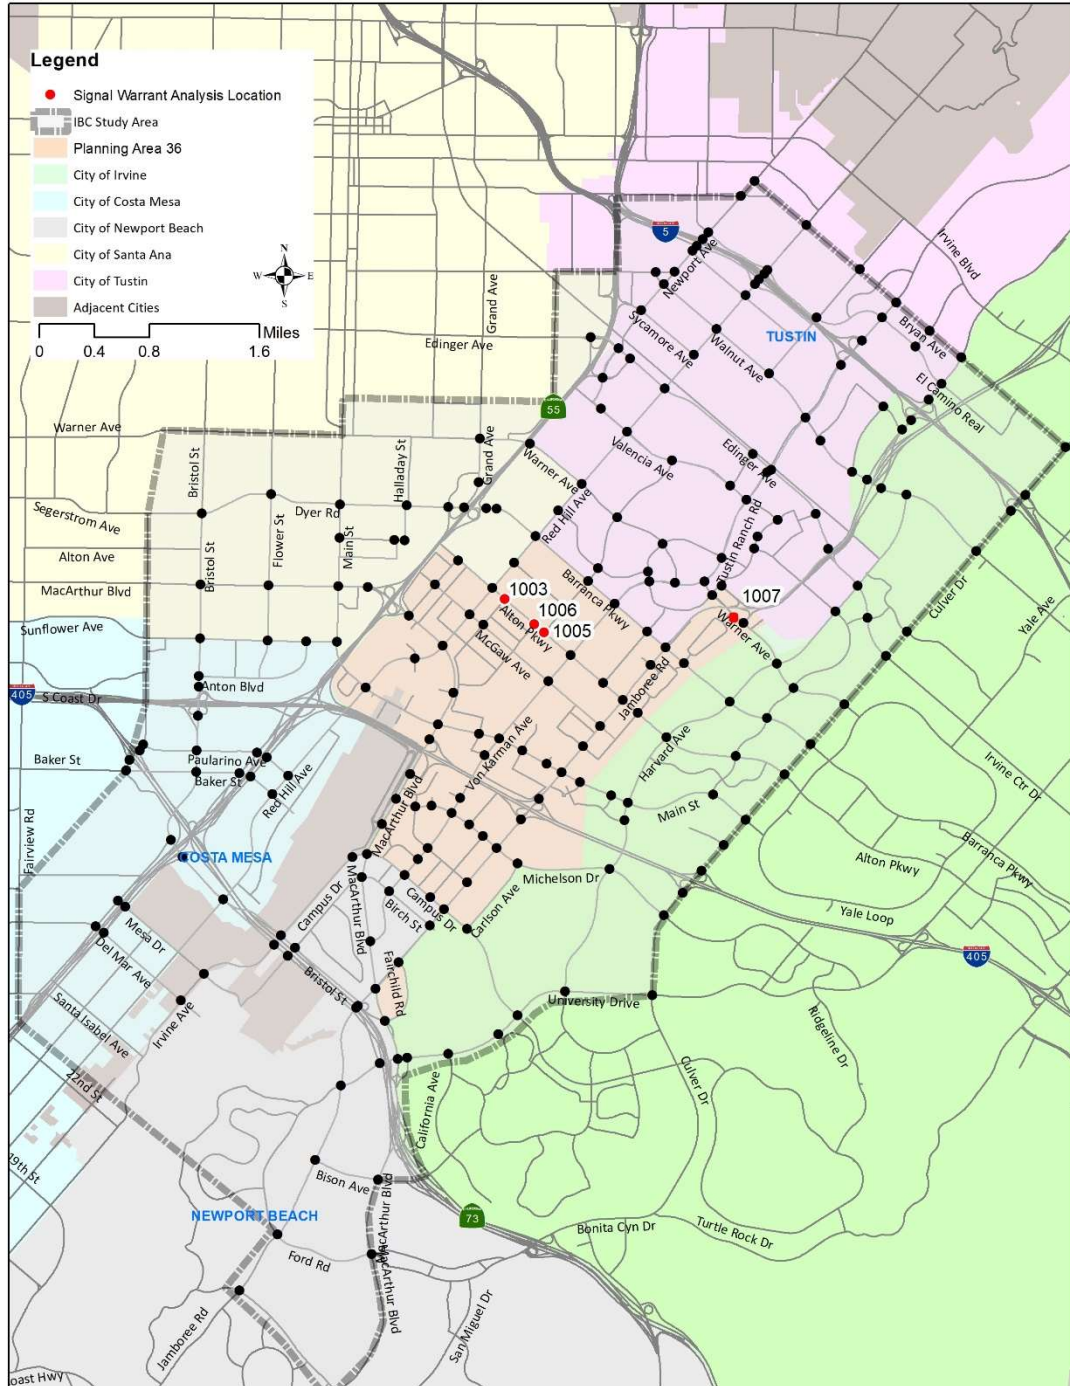 Legend
Signal Warrant Analysis Location
IBC Study Area
Planning Area 36
City of Irvine
City of Costa Mesa
City of Newport Beach
City of Santa Ana
City of Tustin
Adjacent Cities
Miles
0 0.4 0.8 1.6
N
W E
S
5
Newport Ave
Irvine Blvd
Grand Ave
Edinger Ave
Sycamore Ave
Walnut Ave
TUSTIN
Bryan Ave
El Camino Real
55
Warner Ave
Bristol St
Halladay St
Grand Ave
Warner Ave
Valencia Ave
Edinger Ave
Segerstrom Ave
Dyer Rd
Flower St
Main St
Red Hill Ave
Tustin Ranch Rd
Alton Ave
Bristol St
MacArthur Blvd
Barranca Pkwy
Culver Dr
Yale Ave
1003
1006
1005
1007
Alton Pkwy
Warner Ave
Sunflower Ave
McGaw Ave
405
S Coast Dr
Anton Blvd
Jamboree Rd
Baker St
Paularino Ave
Baker St
Red Hill Ave
Von Karman Ave
Harvard Ave
Irvine Ctr Dr
Fairview Rd
MacArthur Blvd
Main St
Barranca Pkwy
Alton Pkwy
OSTA MESA
Michelson Dr
MacArthur Blvd
Campus Dr
Campus Dr
Birch St
Carlson Ave
Yale Loop
405
Mesa Dr
Del Mar Ave
Bristol St
Fairchild Rd
University Drive
Santa Isabel Ave
Irvine Ave
Ridgeline Dr
22nd St
California Ave
Culver Dr
19th St
Bison Ave
MacArthur Blvd
NEWPORT BEACH
73
Bonita Cyn Dr
Turtle Rock Dr
Ford Rd
MacArthur Blvd
Jamboree Rd
San Miguel Dr
oast Hwy